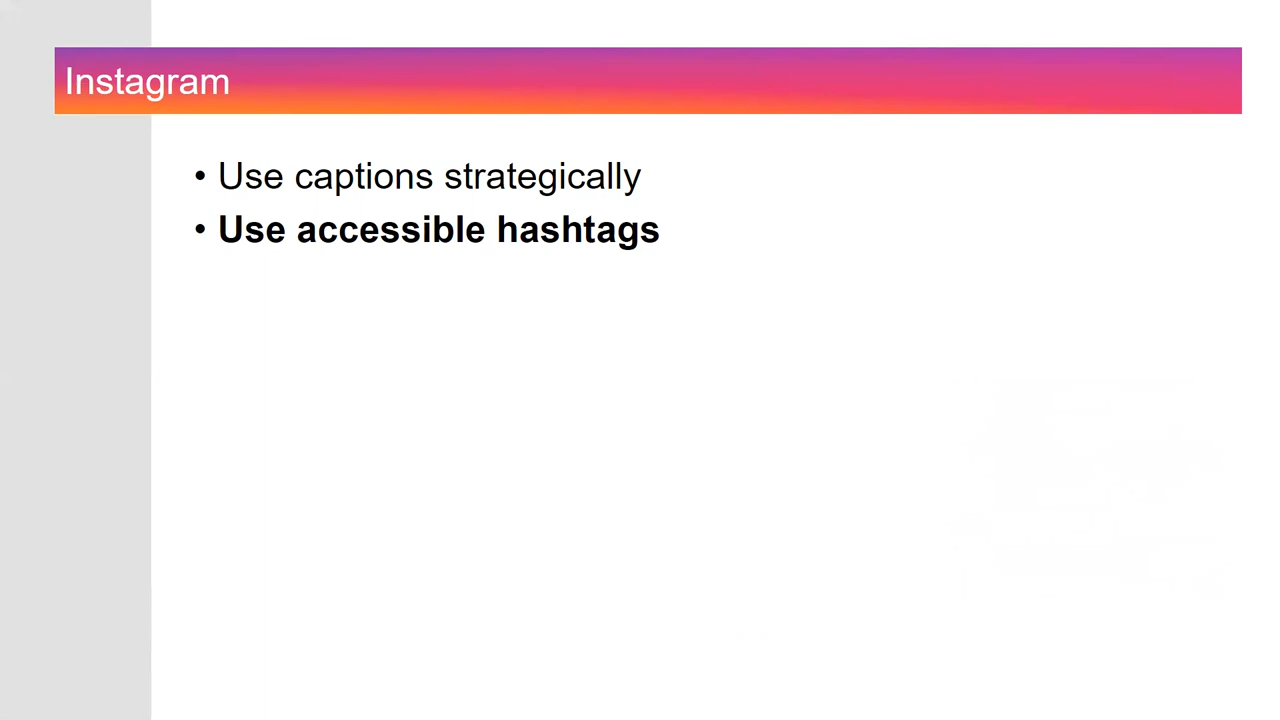 Instagram
• Use captions strategically
• Use accessible hashtags